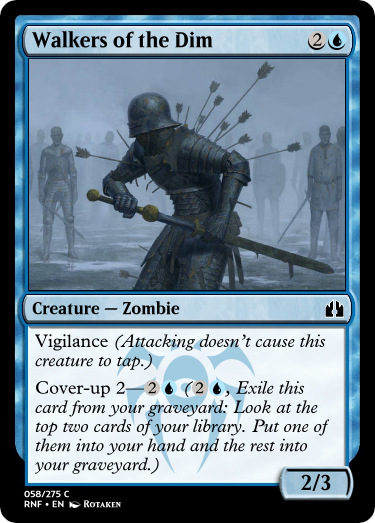 Walkers of the Dim 2
Creature — Zombie
Vigilance (Attacking doesn't cause this
creature to tap.)
Cover-up 2—2 (2, Exile this
card from your graveyard: Look at the
top two cards of your library. Put one of
them into your hand and the rest into
your graveyard.)
2/3
058/275 C
RNF • EN Rotaken